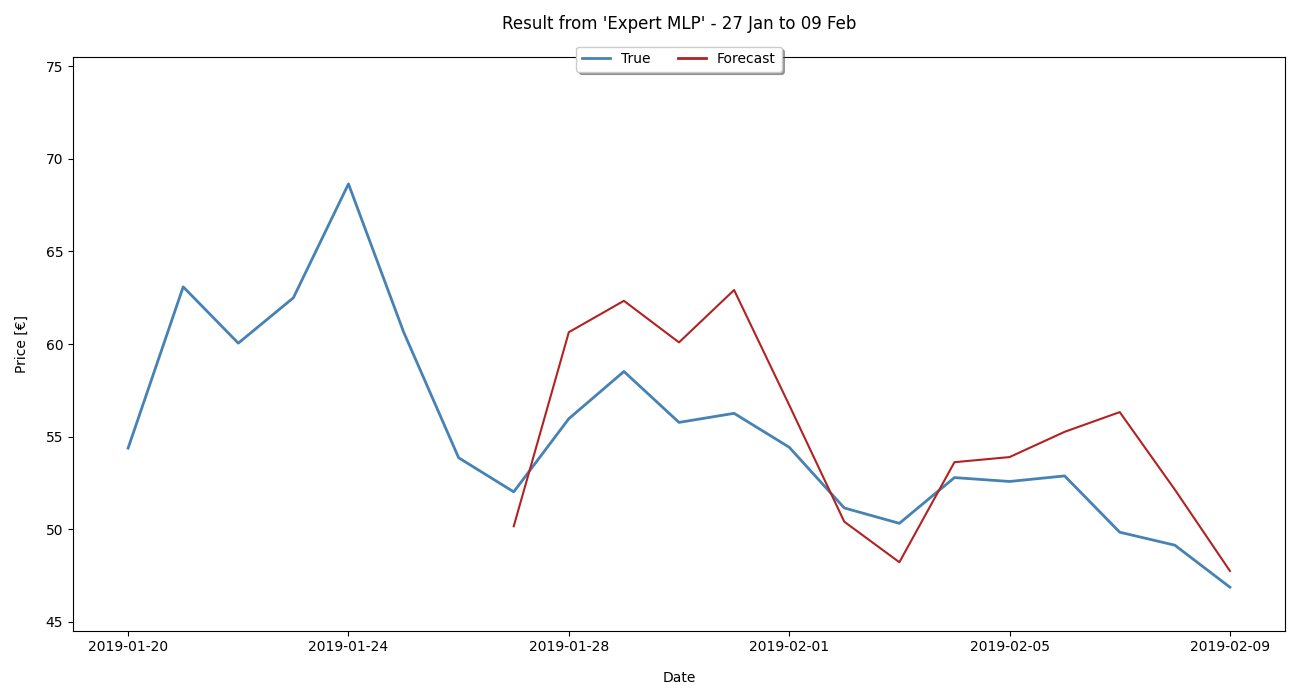 Result from 'Expert MLP' - 27 Jan to 09 Feb
True Forecast
75
70
65
60
55
50
45
Price [€]
2019-01-20 2019-01-24 2019-01-28 2019-02-01 2019-02-05 2019-02-09
Date